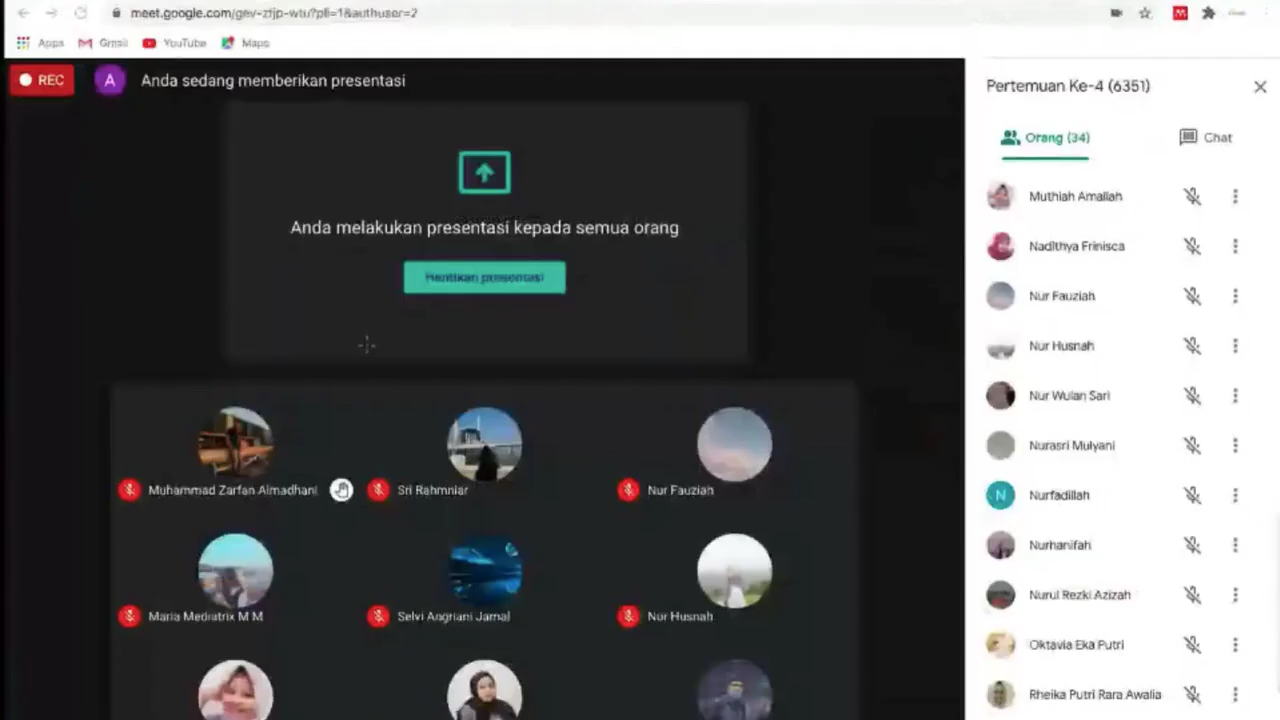 meet.google.com/gev-zfjp-wtu?pli=1&authuser=2
Apps Gmail YouTube Maps
REC A Anda sedang memberikan presentasi
Anda melakukan presentasi kepada semua orang
Hentikan presentasi
Muhammad Zarfan Almadhani
Sri Rahmniar
Nur Fauziah
Maria Mediatrix M M
Selvi Angriani Jamal
Nur Husnah
Pertemuan Ke-4 (6351)
Orang (34) Chat
Muthiah Amaliah
Nadithya Frinisca
Nur Fauziah
Nur Husnah
Nur Wulan Sari
Nurasri Mulyani
N Nurfadillah
Nurhanifah
Nurul Rezki Azizah
Oktavia Eka Putri
Rheika Putri Rara Awalia